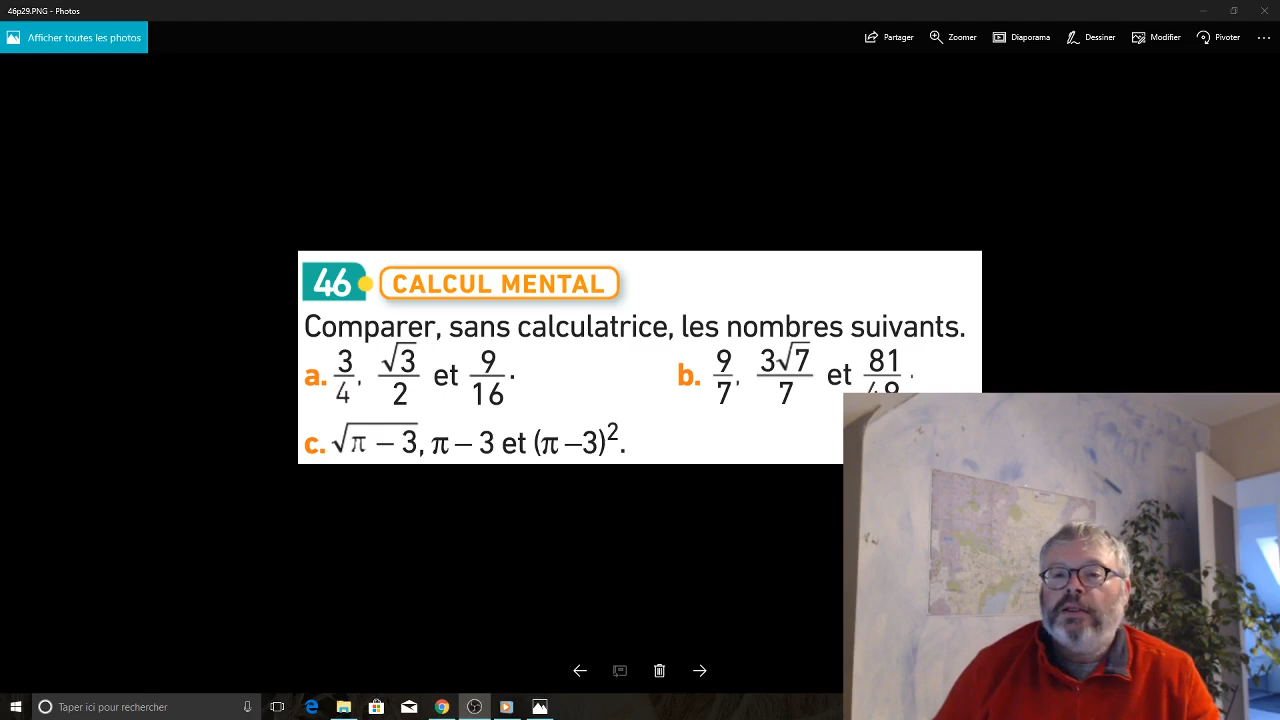 46p29.PNG - Photos
Afficher toutes les photos
Partager
Zoomer
Diaporama
Dessiner
Modifier
Pivoter
46 CALCUL MENTAL
Comparer, sans calculatrice, les nombres suivants.
a. 3/4, √3/2 et 9/16.
b. 9/7, 3√7/7 et 81/49.
c. √(π – 3), π – 3 et (π –3)².
Taper ici pour rechercher